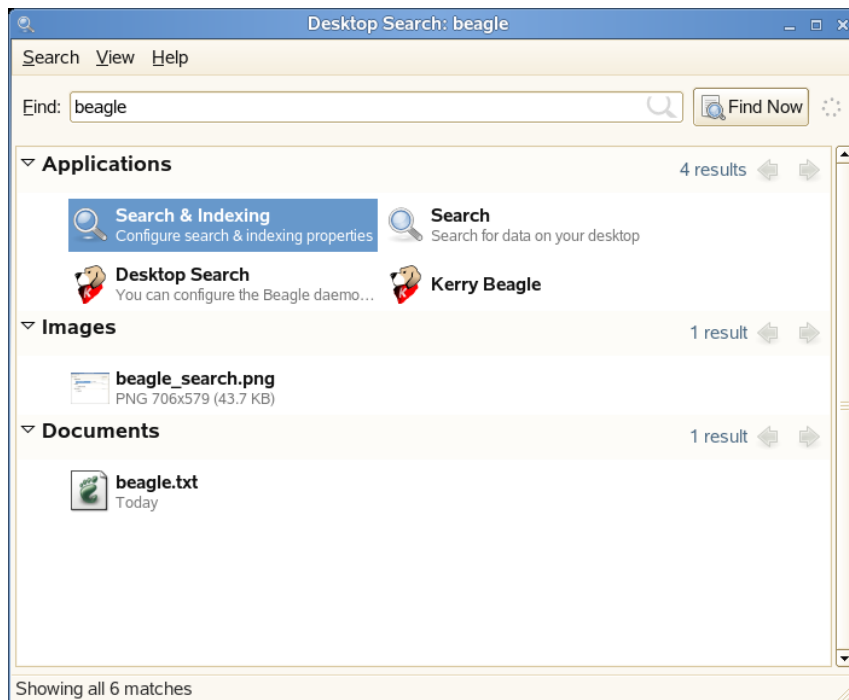 Desktop Search: beagle
Search View Help
Find: beagle Find Now
Applications 4 results
Search & Indexing
Configure search & indexing properties
Search
Search for data on your desktop
Desktop Search
You can configure the Beagle daemo...
Kerry Beagle
Images 1 result
beagle_search.png
PNG 706x579 (43.7 KB)
Documents 1 result
beagle.txt
Today
Showing all 6 matches